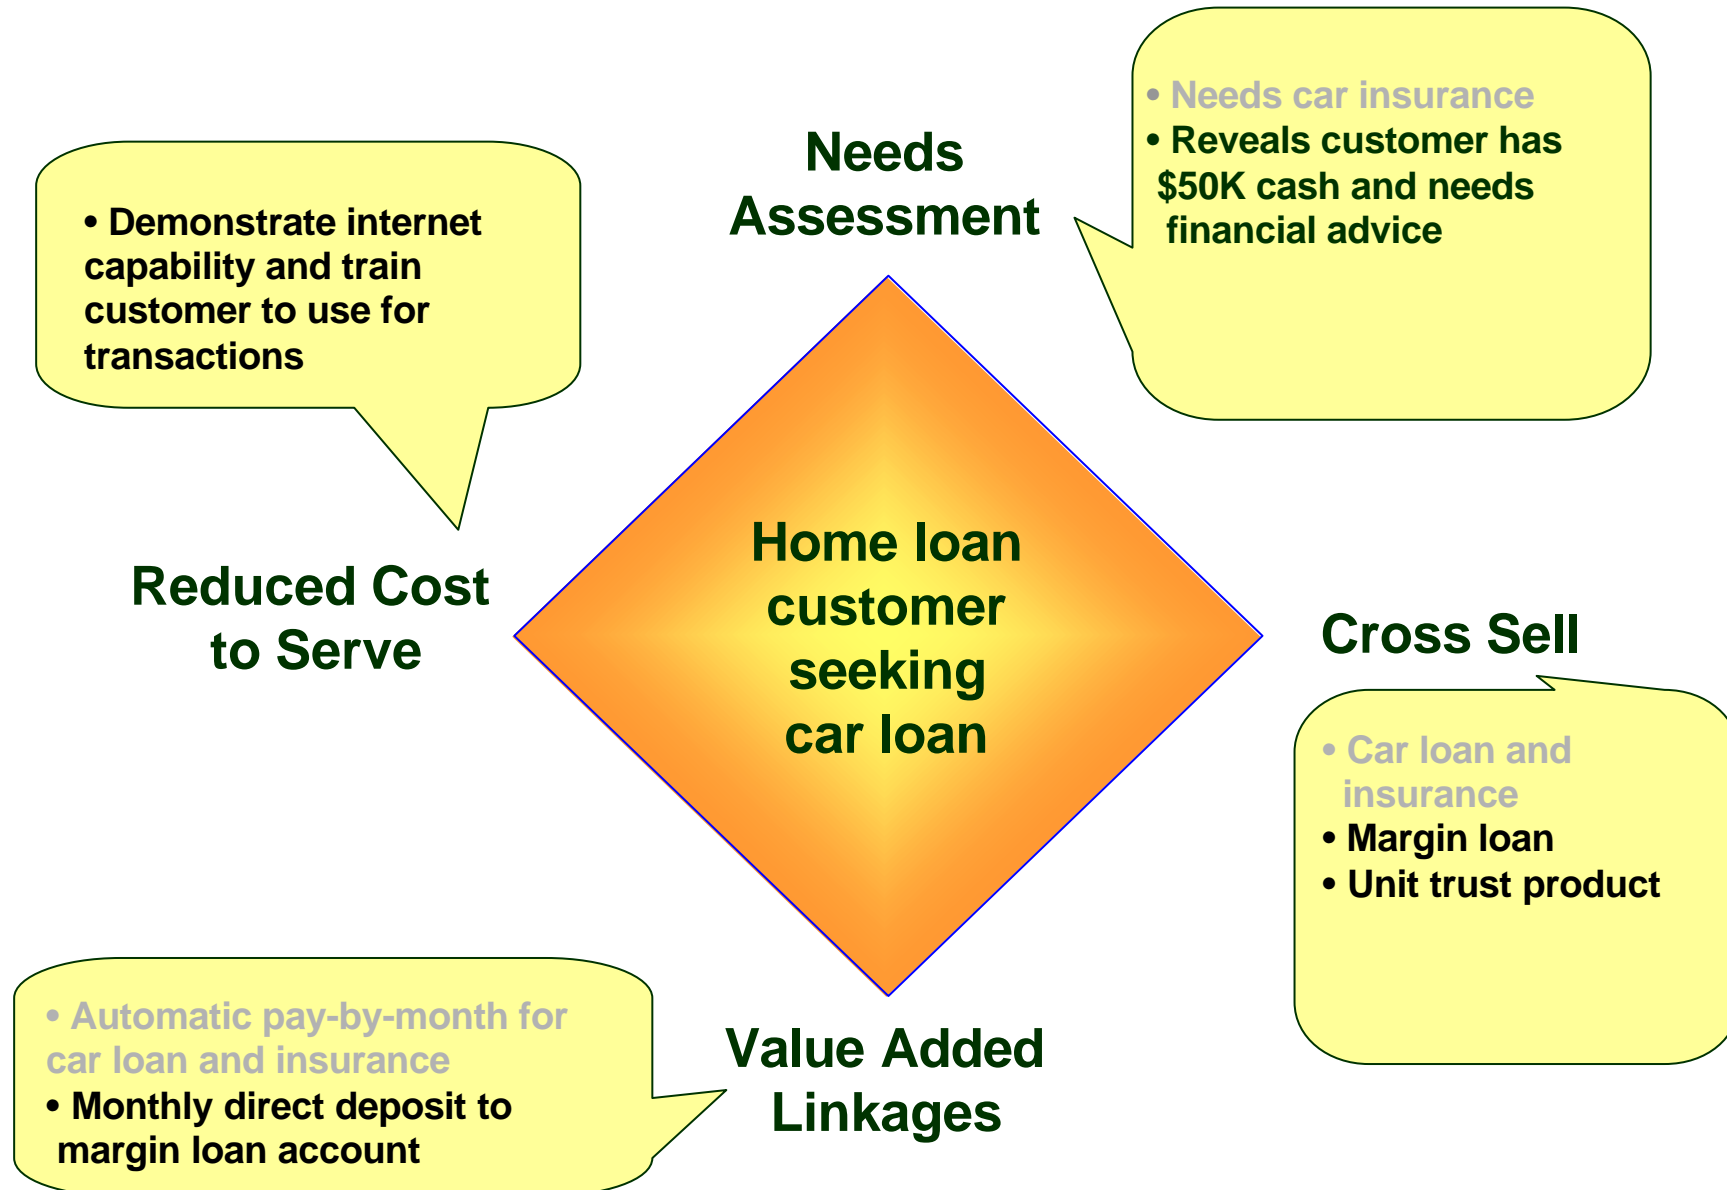 Needs
Assessment
• Needs car insurance
• Reveals customer has
$50K cash and needs
financial advice
• Demonstrate internet
capability and train
customer to use for
transactions
Reduced Cost
to Serve
Home loan
customer
seeking
car loan
Cross Sell
• Car loan and
insurance
• Margin loan
• Unit trust product
• Automatic pay-by-month for
car loan and insurance
• Monthly direct deposit to
margin loan account
Value Added
Linkages